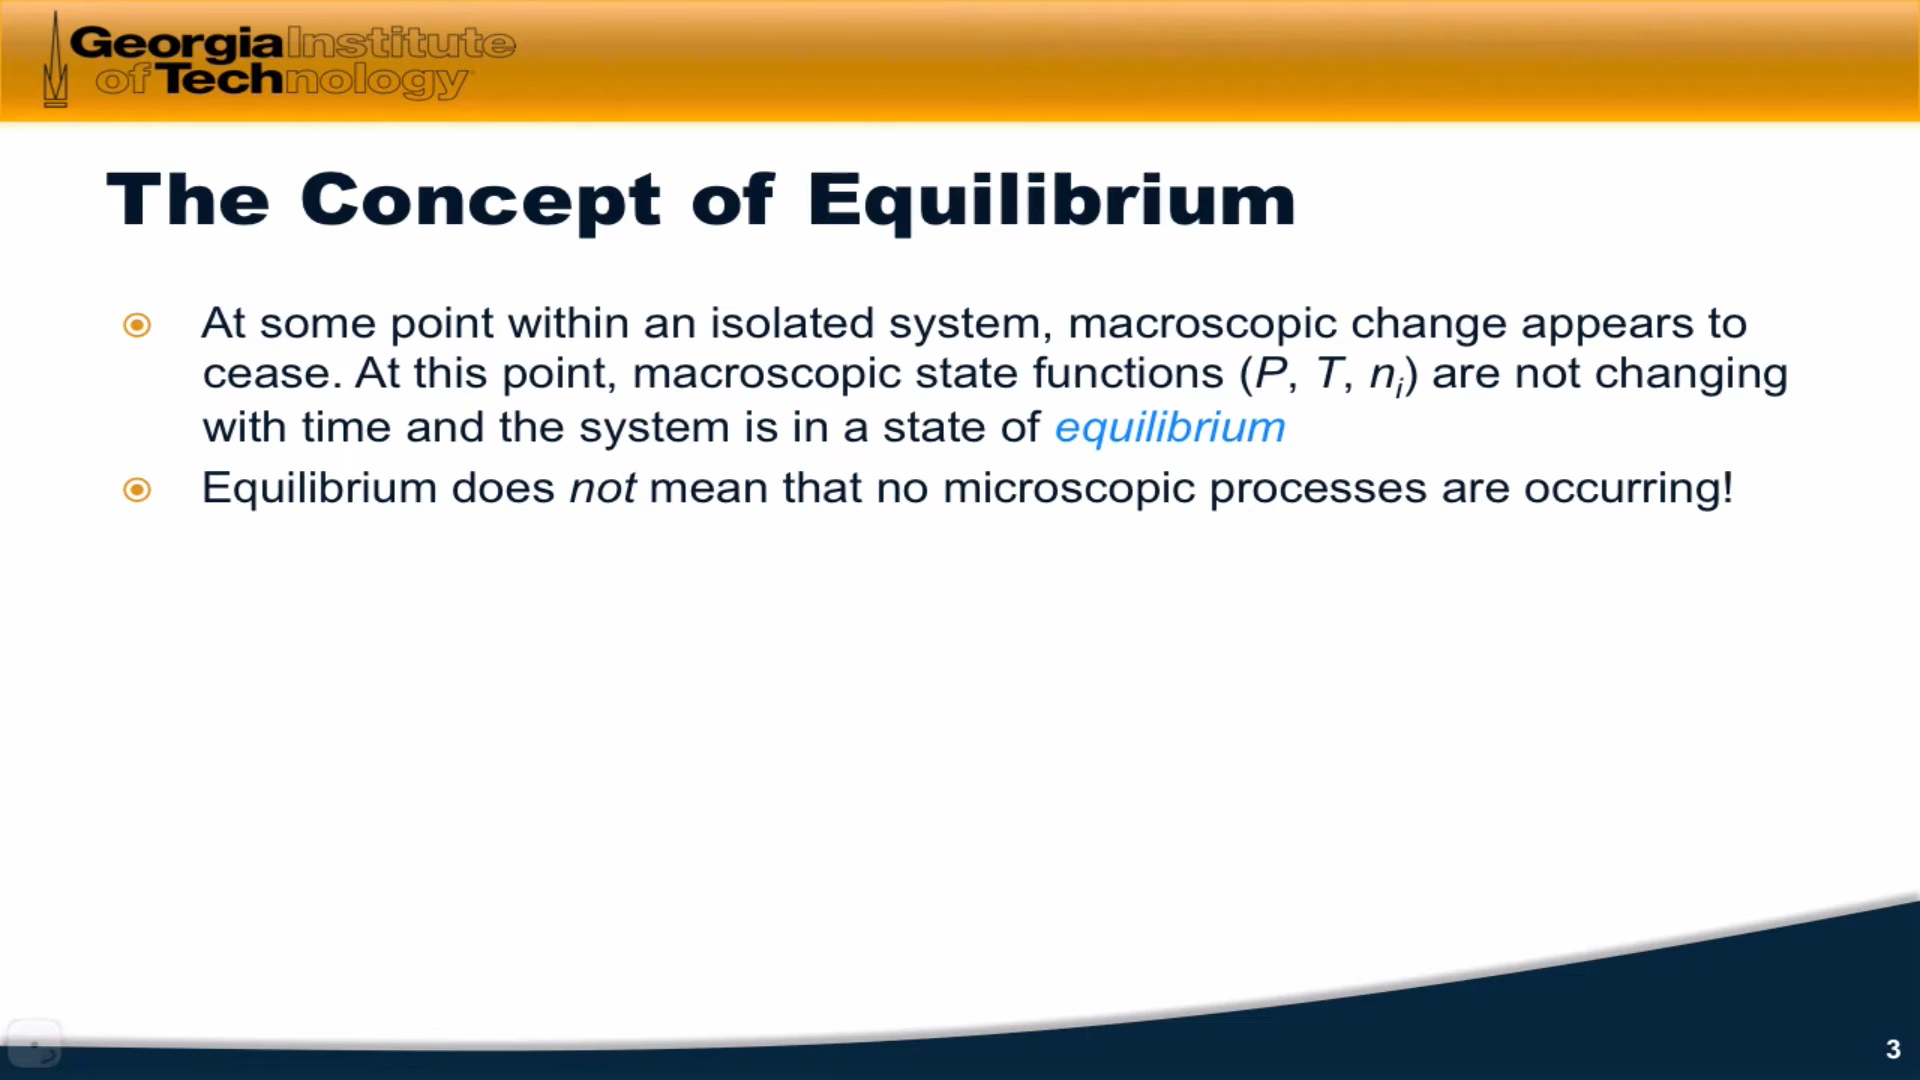 Georgia Institute
of Technology
The Concept of Equilibrium
At some point within an isolated system, macroscopic change appears to
cease. At this point, macroscopic state functions (P, T, nᵢ) are not changing
with time and the system is in a state of equilibrium
Equilibrium does not mean that no microscopic processes are occurring!
3